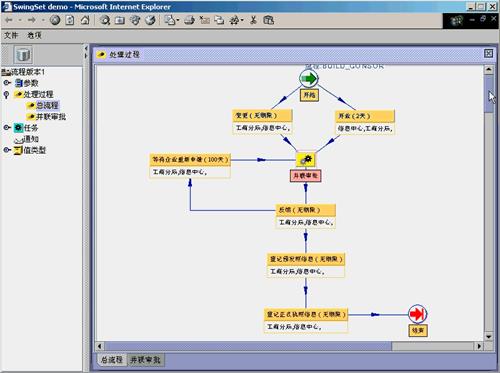 SwingSet demo - Microsoft Internet Explorer
文件 选项
流程版本1
参数
处理过程
总流程
并联审批
任务
通知
值类型
处理过程
流程:BUILD_GONSOR
开始
变更(无期限)
工商分局,信息中心,
开业(2天)
信息中心,工商分局,
等待企业重新申请(100天)
工商分局,信息中心,
并联审批
反馈(无期限)
工商分局,信息中心,
登记预发照信息(无期限)
工商分局,信息中心,
登记正式执照信息(无期限)
工商分局,信息中心,
结束
总流程 并联审批